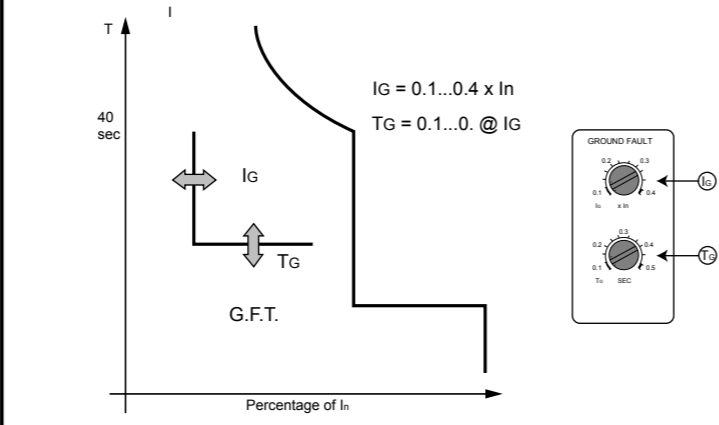 I
T
40
sec
IG = 0.1...0.4 x In
TG = 0.1...0. @ IG
IG
TG
G.F.T.
Percentage of In
GROUND FAULT
0.2 0.3
0.1 0.4
IG x In
IG
0.3
0.2 0.4
0.1 0.5
TG SEC
TG